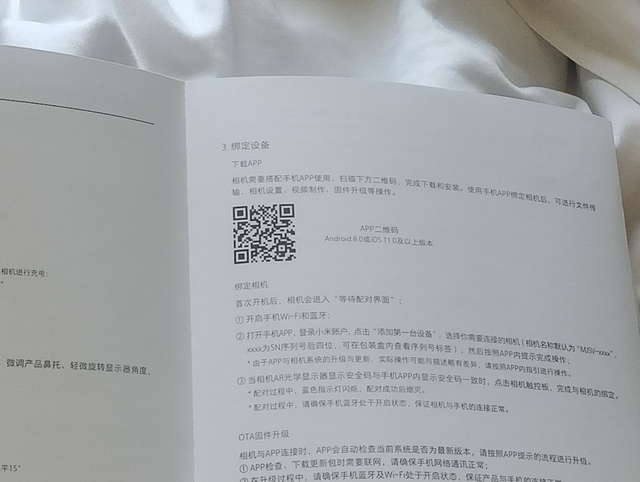 相机进行充电:
微调产品鼻托、轻微旋转显示器角度,
平15°
3. 绑定设备
下载APP
相机需要搭配手机APP使用,扫描下方二维码,完成下载和安装。使用手机APP绑定相机后,可进行文件传
输、相机设置、视频制作、固件升级等操作。
APP二维码
Android 8.0或iOS 11.0及以上版本
绑定相机
首次开机后,相机会进入“等待配对界面”;
① 开启手机Wi-Fi和蓝牙;
② 打开手机APP,登录小米账户,点击“添加第一台设备”,选择你需要连接的相机(相机名称默认为“MJSV-xxxx”,
xxxx为SN序列号后四位,可在包装盒内查看序列号标签),然后按照APP内提示完成操作;
* 由于APP与相机系统的升级与更新,实际操作可能与描述略有差异,请按照APP内指引进行操作。
③ 当相机AR光学显示器显示安全码与手机APP内显示安全码一致时,点击相机触控板,完成与相机的绑定。
* 配对过程中,蓝色指示灯闪烁,配对成功后熄灭。
* 配对过程中,请确保手机蓝牙处于开启状态,保证相机与手机的连接正常。
OTA固件升级
相机与APP连接时,APP会自动检查当前系统是否为最新版本,请按照APP提示的流程进行升级。
① APP检查、下载更新包时需要联网,请确保手机网络通讯正常;
② 在升级过程中,请确保手机蓝牙及Wi-Fi处于开启状态,保证产品与手机的连接正常